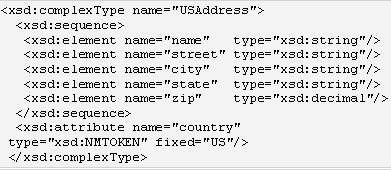 <xsd:complexType name="USAddress">
  <xsd:sequence>
   <xsd:element name="name"   type="xsd:string"/>
   <xsd:element name="street" type="xsd:string"/>
   <xsd:element name="city"   type="xsd:string"/>
   <xsd:element name="state"  type="xsd:string"/>
   <xsd:element name="zip"    type="xsd:decimal"/>
  </xsd:sequence>
  <xsd:attribute name="country"
 type="xsd:NMTOKEN" fixed="US"/>
 </xsd:complexType>